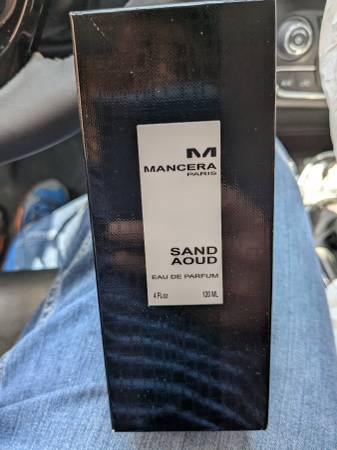 M
MANCERA
PARIS
SAND
AOUD
EAU DE PARFUM
4 FL.oz 120 ML